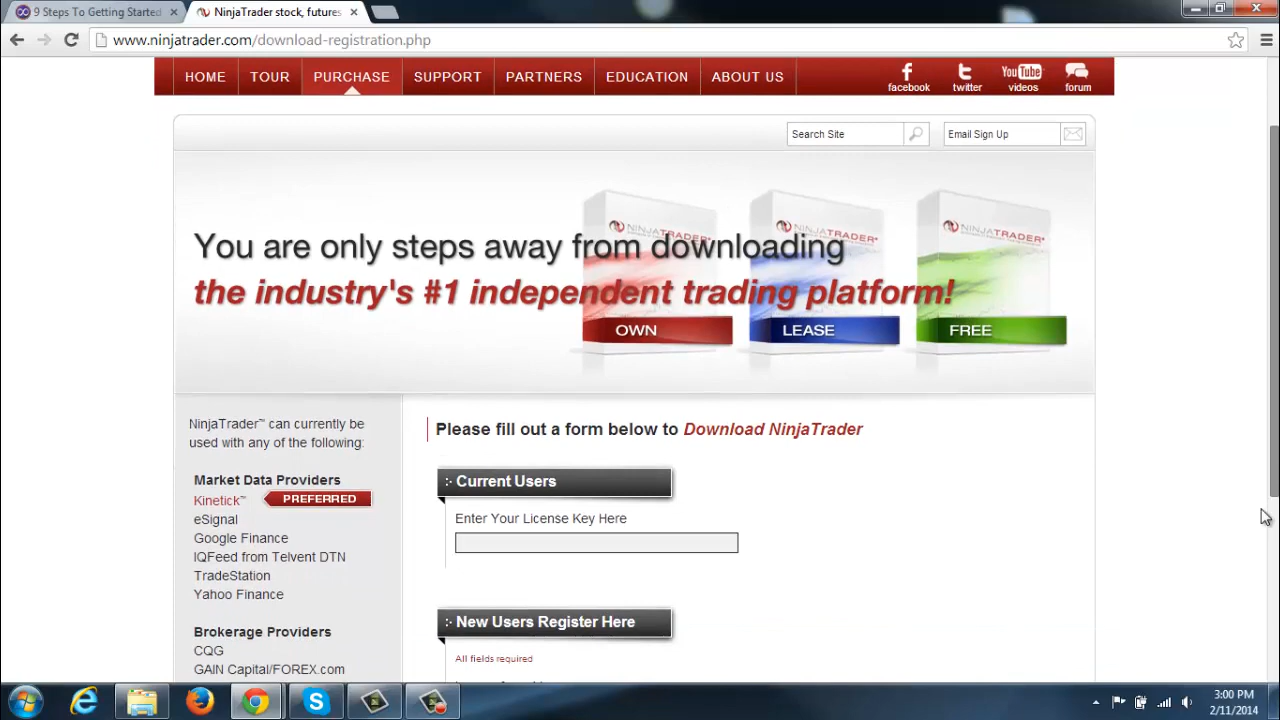 9 Steps To Getting Started
NinjaTrader stock, futures
www.ninjatrader.com/download-registration.php
HOME
TOUR
PURCHASE
SUPPORT
PARTNERS
EDUCATION
ABOUT US
facebook
twitter
You Tube
videos
forum
Search Site
Email Sign Up
You are only steps away from downloading
the industry's #1 independent trading platform!
NINJATRADER
NINJATRADER
NINJATRADER
OWN
LEASE
FREE
NinjaTrader™ can currently be
used with any of the following:
Market Data Providers
Kinetick™ PREFERRED
eSignal
Google Finance
IQFeed from Telvent DTN
TradeStation
Yahoo Finance
Brokerage Providers
CQG
GAIN Capital/FOREX.com
Please fill out a form below to Download NinjaTrader
Current Users
Enter Your License Key Here
New Users Register Here
All fields required
3:00 PM
2/11/2014